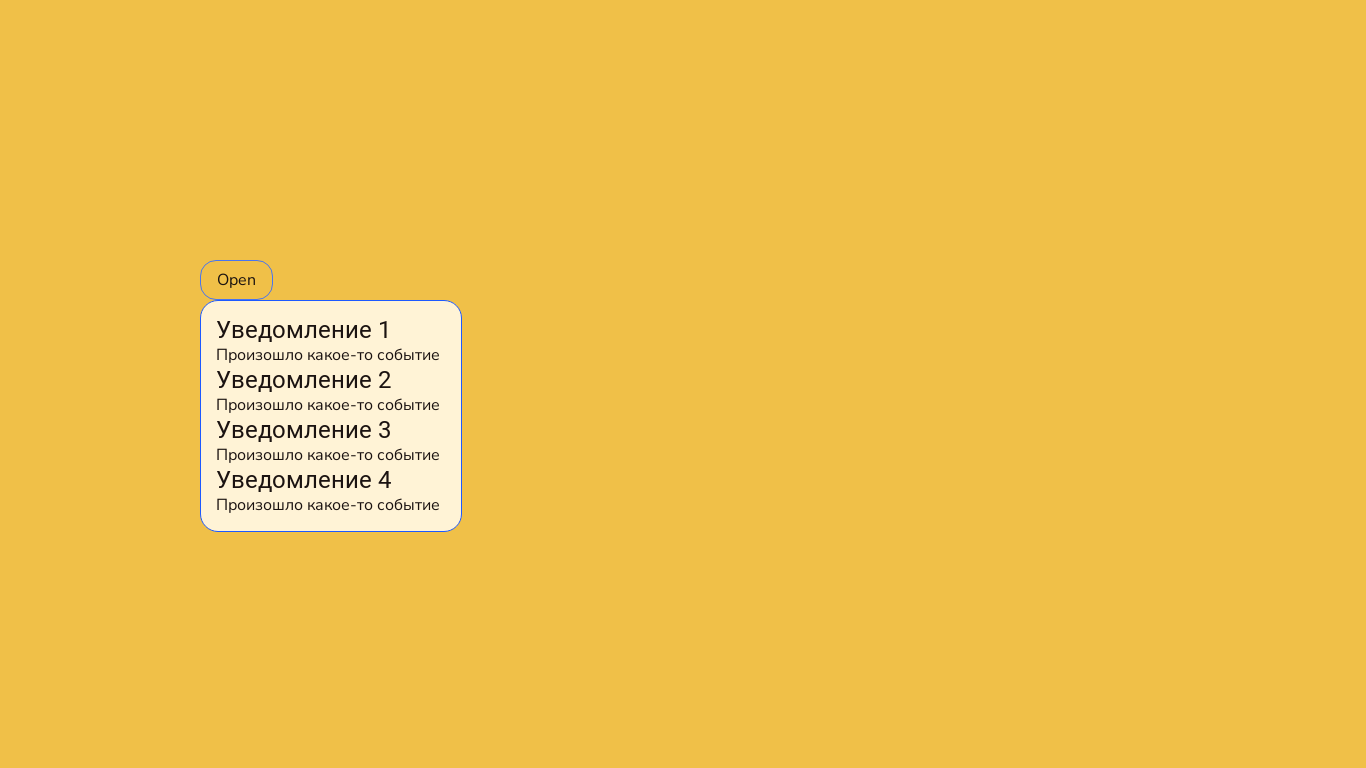 Open
Уведомление 1
Произошло какое-то событие
Уведомление 2
Произошло какое-то событие
Уведомление 3
Произошло какое-то событие
Уведомление 4
Произошло какое-то событие